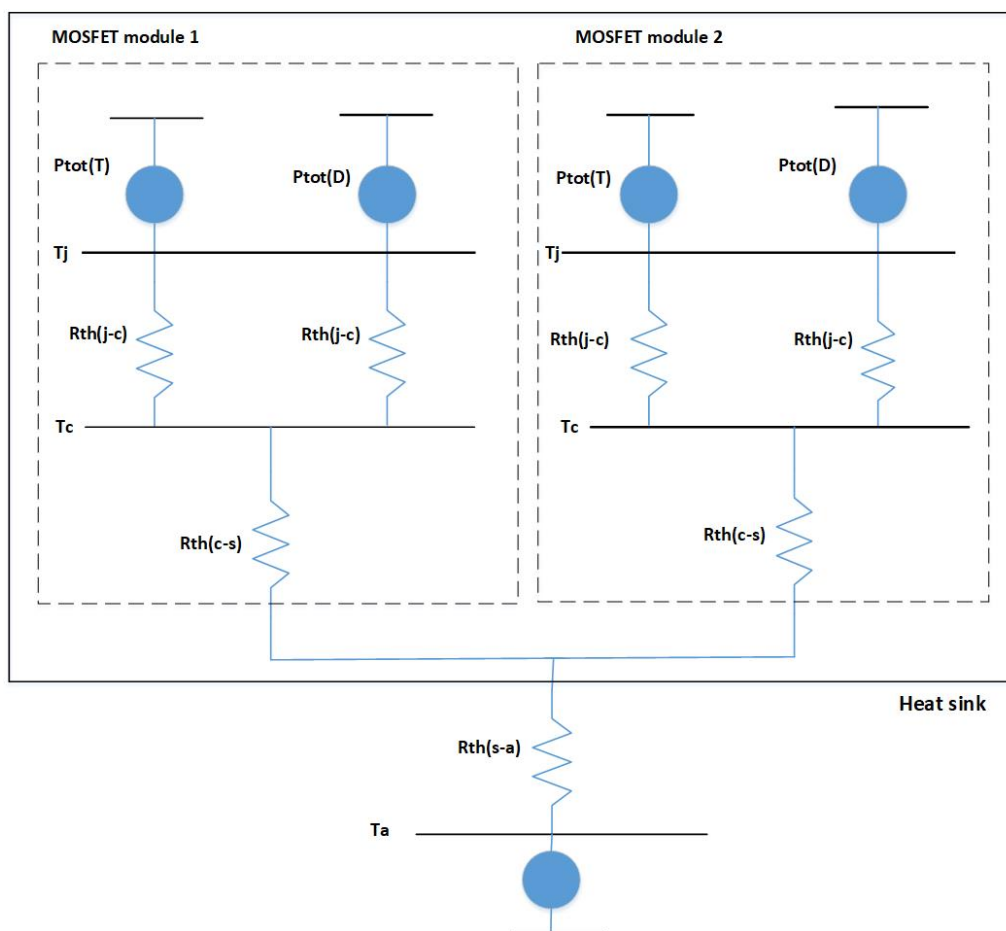 MOSFET module 1
MOSFET module 2
Ptot(T)
Ptot(D)
Ptot(T)
Ptot(D)
Tj
Tj
Rth(j-c)
Rth(j-c)
Rth(j-c)
Rth(j-c)
Tc
Tc
Rth(c-s)
Rth(c-s)
Heat sink
Rth(s-a)
Ta